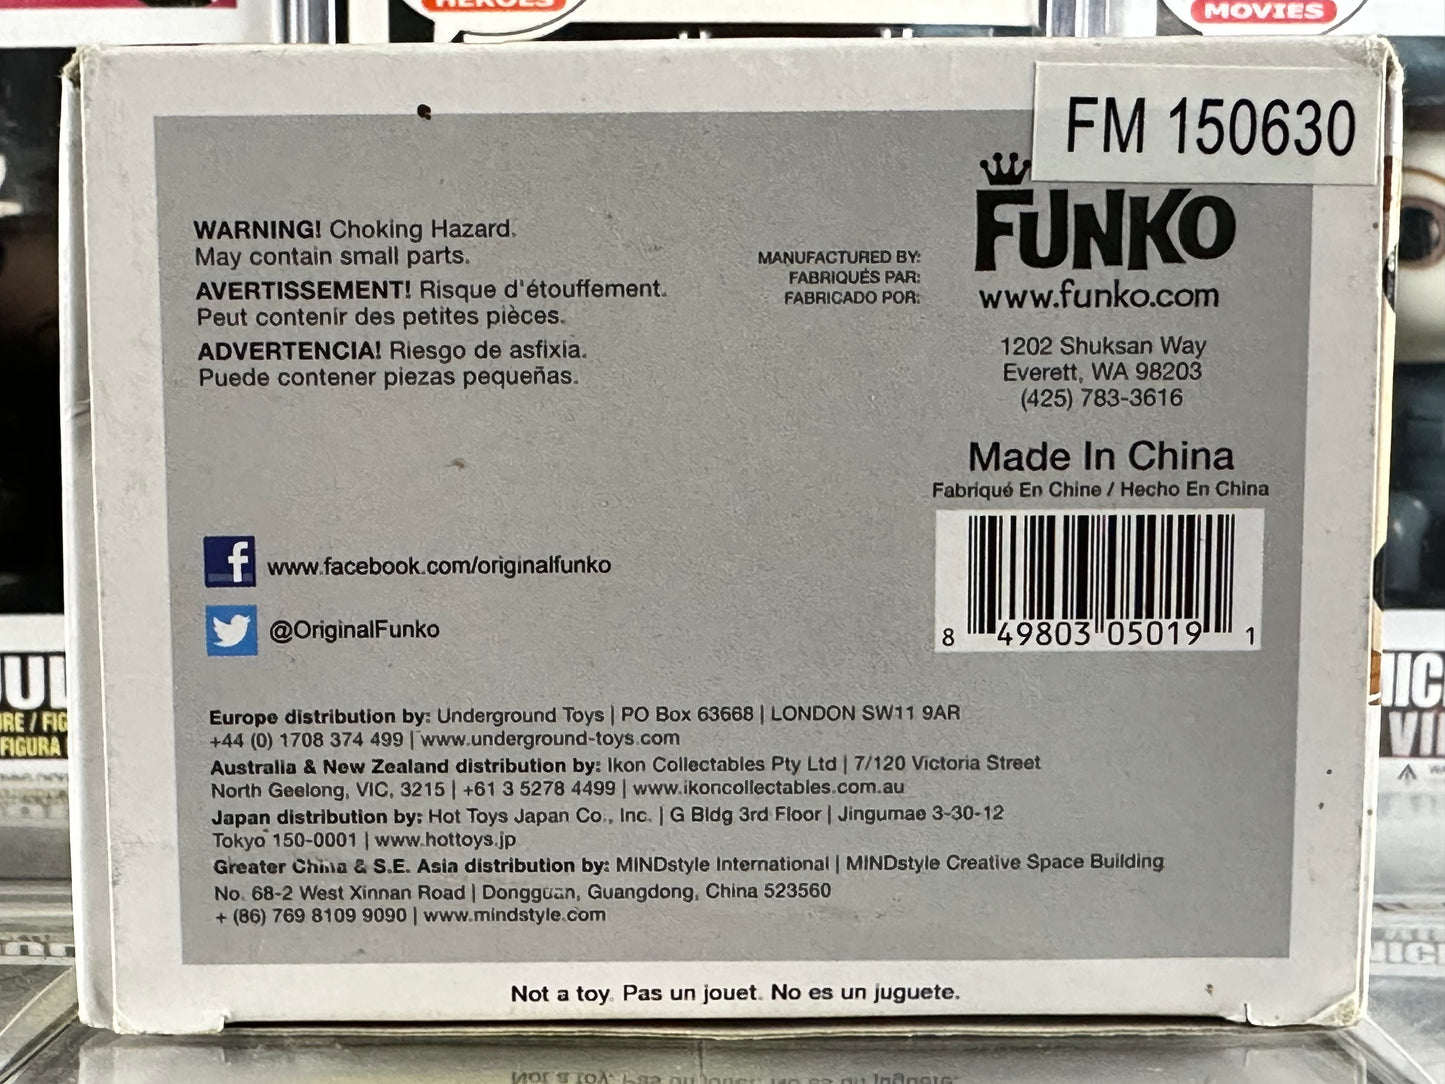 HEROES
MOVIES
FM 150630
WARNING! Choking Hazard.
May contain small parts.
AVERTISSEMENT! Risque d'étouffement.
Peut contenir des petites pièces.
ADVERTENCIA! Riesgo de asfixia.
Puede contener piezas pequeñas.
MANUFACTURED BY:
FABRIQUÉS PAR:
FABRICADO POR:
FUNKO
www.funko.com
1202 Shuksan Way
Everett, WA 98203
(425) 783-3616
Made In China
Fabriqué En Chine / Hecho En China
8 49803 05019 1
www.facebook.com/originalfunko
@OriginalFunko
Europe distribution by: Underground Toys | PO Box 63668 | LONDON SW11 9AR
+44 (0) 1708 374 499 | www.underground-toys.com
Australia & New Zealand distribution by: Ikon Collectables Pty Ltd | 7/120 Victoria Street
North Geelong, VIC, 3215 | +61 3 5278 4499 | www.ikoncollectables.com.au
Japan distribution by: Hot Toys Japan Co., Inc. | G Bldg 3rd Floor | Jingumae 3-30-12
Tokyo 150-0001 | www.hottoys.jp
Greater China & S.E. Asia distribution by: MINDstyle International | MINDstyle Creative Space Building
No. 68-2 West Xinnan Road | Dongguan, Guangdong, China 523560
+ (86) 769 8109 9090 | www.mindstyle.com
Not a toy. Pas un jouet. No es un juguete.